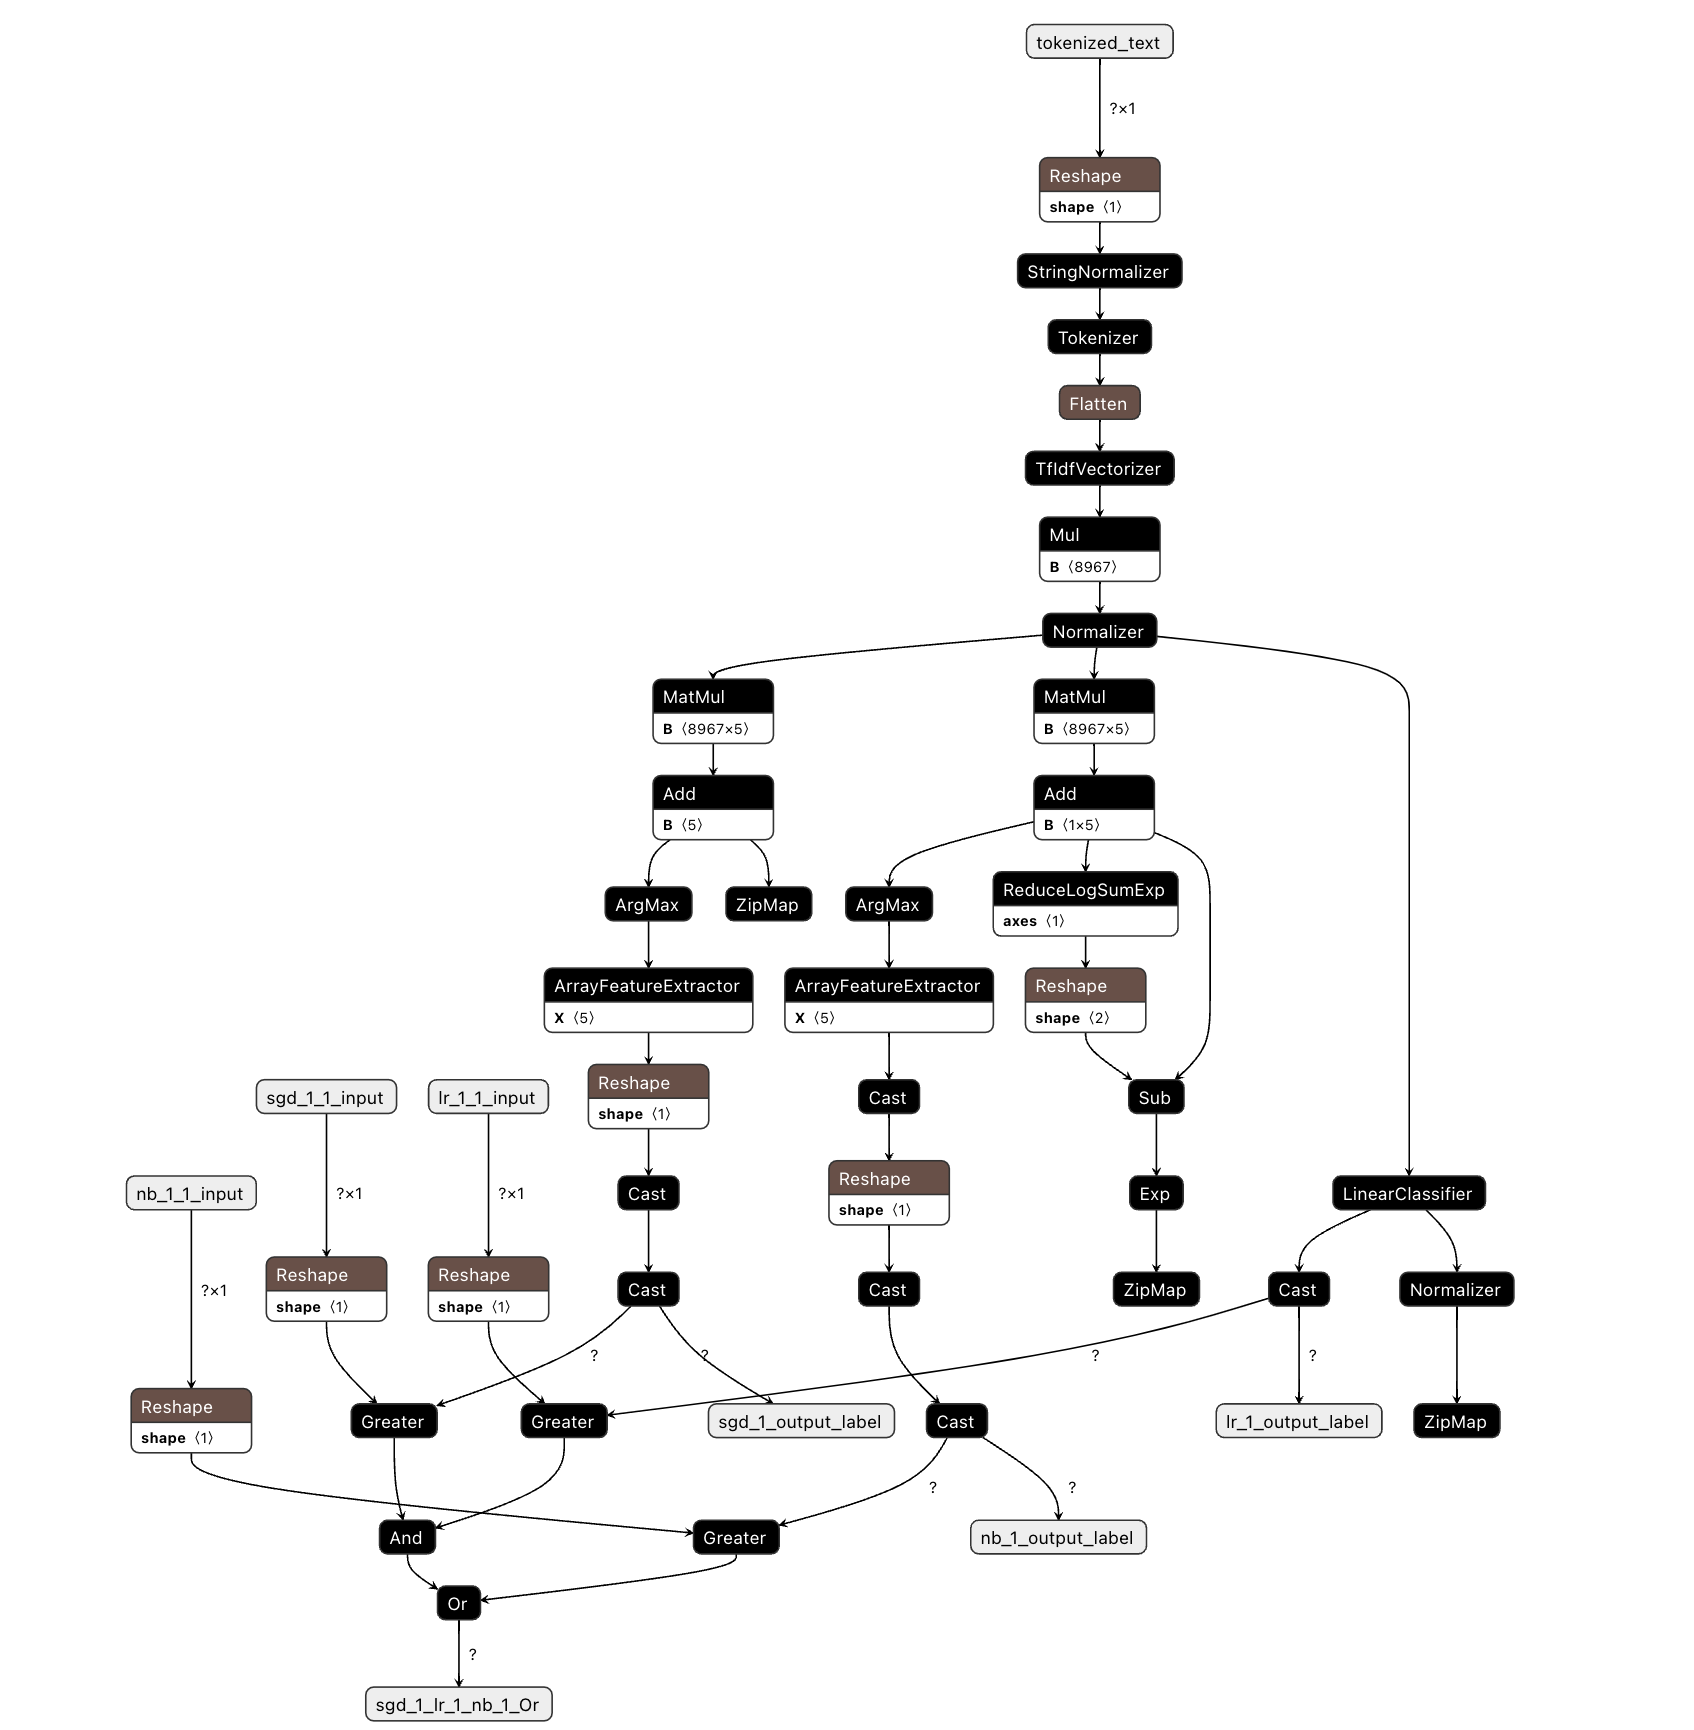 tokenized_text
?×1
Reshape
shape ⟨1⟩
StringNormalizer
Tokenizer
Flatten
TfIdfVectorizer
Mul
B ⟨8967⟩
Normalizer
MatMul
B ⟨8967×5⟩
MatMul
B ⟨8967×5⟩
Add
B ⟨5⟩
Add
B ⟨1×5⟩
ArgMax
ZipMap
ArgMax
ReduceLogSumExp
axes ⟨1⟩
ArrayFeatureExtractor
X ⟨5⟩
ArrayFeatureExtractor
X ⟨5⟩
Reshape
shape ⟨2⟩
sgd_1_1_input
lr_1_1_input
Reshape
shape ⟨1⟩
Cast
Sub
nb_1_1_input
?×1
?×1
Cast
Reshape
shape ⟨1⟩
Exp
LinearClassifier
?×1
Reshape
shape ⟨1⟩
Reshape
shape ⟨1⟩
Cast
Cast
ZipMap
Cast
Normalizer
?
?
?
?
Reshape
shape ⟨1⟩
Greater
Greater
sgd_1_output_label
Cast
lr_1_output_label
ZipMap
?
?
And
Greater
nb_1_output_label
Or
?
sgd_1_lr_1_nb_1_Or